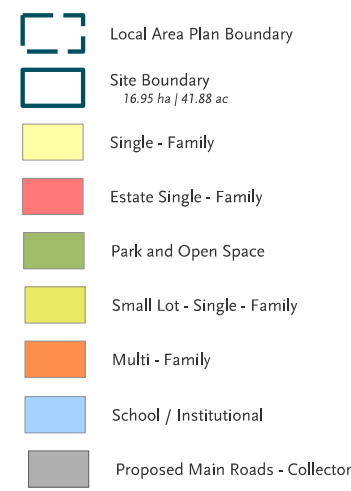 Local Area Plan Boundary
Site Boundary
16.95 ha | 41.88 ac
Single - Family
Estate Single - Family
Park and Open Space
Small Lot - Single - Family
Multi - Family
School / Institutional
Proposed Main Roads - Collector